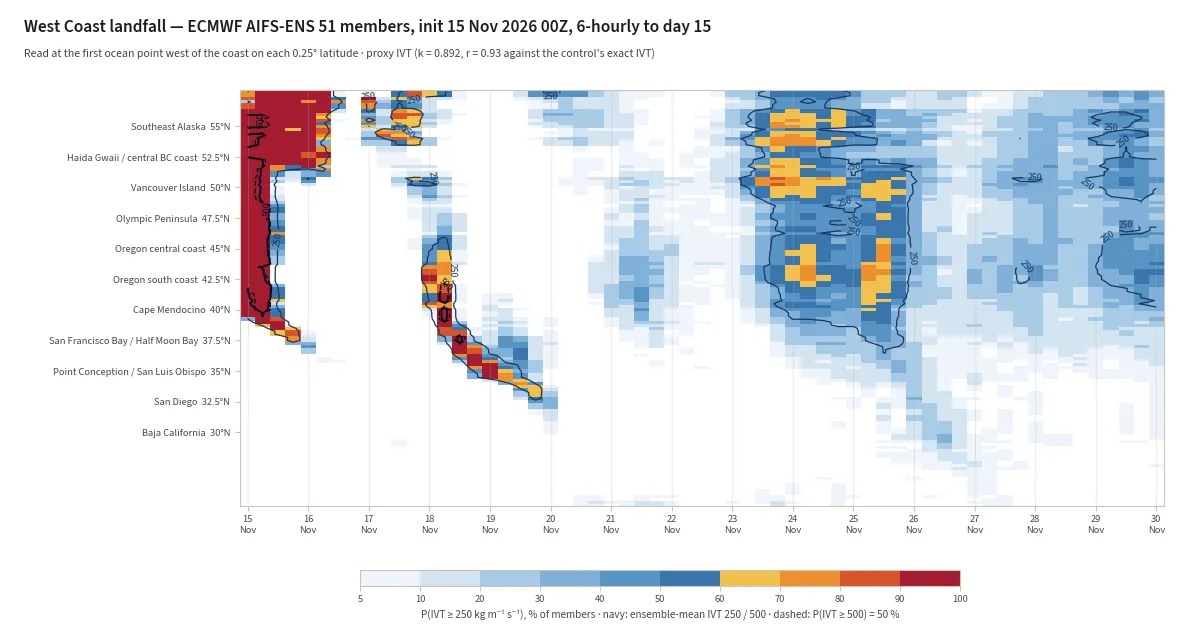 West Coast landfall — ECMWF AIFS-ENS 51 members, init 15 Nov 2026 00Z, 6-hourly to day 15
Read at the first ocean point west of the coast on each 0.25° latitude · proxy IVT (k = 0.892, r = 0.93 against the control's exact IVT)
Southeast Alaska 55°N
Haida Gwaii / central BC coast 52.5°N
Vancouver Island 50°N
Olympic Peninsula 47.5°N
Oregon central coast 45°N
Oregon south coast 42.5°N
Cape Mendocino 40°N
San Francisco Bay / Half Moon Bay 37.5°N
Point Conception / San Luis Obispo 35°N
San Diego 32.5°N
Baja California 30°N
250 250 250
250
250 250
250 250 250
250
250
250 250
250
250 250 250
250
15 16 17 18 19 20 21 22 23 24 25 26 27 28 29 30
Nov Nov Nov Nov Nov Nov Nov Nov Nov Nov Nov Nov Nov Nov Nov Nov
5 10 20 30 40 50 60 70 80 90 100
P(IVT ≥ 250 kg m⁻¹ s⁻¹), % of members · navy: ensemble-mean IVT 250 / 500 · dashed: P(IVT ≥ 500) = 50 %